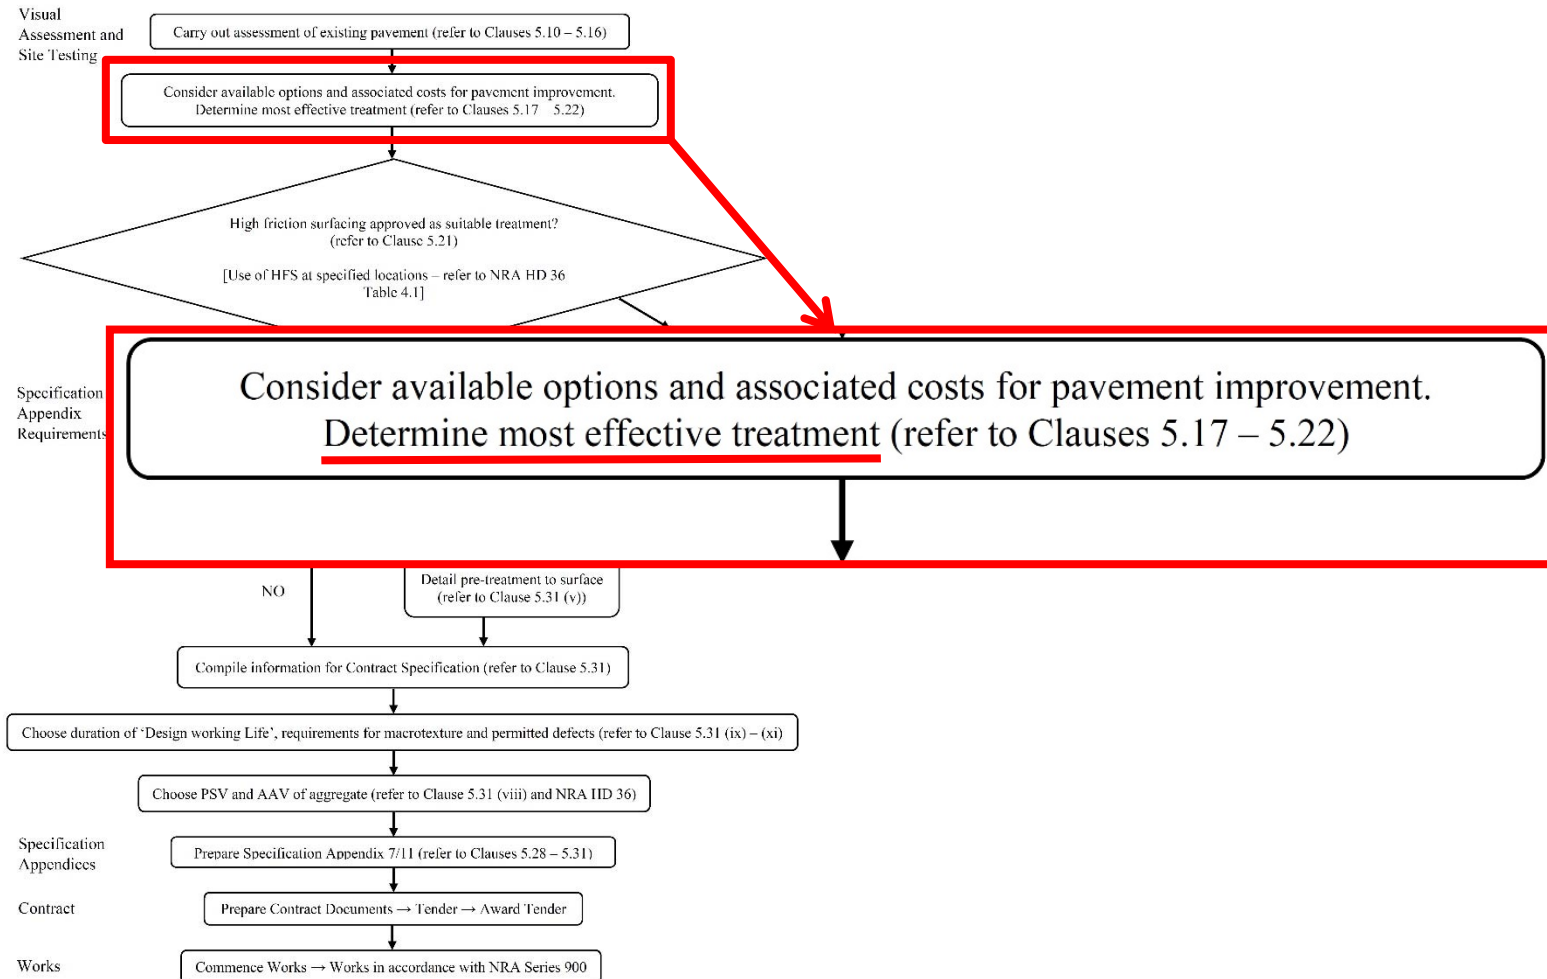 Visual
Assessment and
Site Testing
Carry out assessment of existing pavement (refer to Clauses 5.10 – 5.16)
Consider available options and associated costs for pavement improvement.
Determine most effective treatment (refer to Clauses 5.17 5.22)
High friction surfacing approved as suitable treatment?
(refer to Clause 5.21)
[Use of HFS at specified locations – refer to NRA HD 36
Table 4.1]
Specification
Appendix
Requirements
Consider available options and associated costs for pavement improvement.
Determine most effective treatment (refer to Clauses 5.17 – 5.22)
NO
Detail pre-treatment to surface
(refer to Clause 5.31 (v))
Compile information for Contract Specification (refer to Clause 5.31)
Choose duration of ‘Design working Life’, requirements for macrotexture and permitted defects (refer to Clause 5.31 (ix) – (xi)
Choose PSV and AAV of aggregate (refer to Clause 5.31 (viii) and NRA HD 36)
Specification
Appendices
Prepare Specification Appendix 7/11 (refer to Clauses 5.28 – 5.31)
Contract
Prepare Contract Documents → Tender → Award Tender
Works
Commence Works → Works in accordance with NRA Series 900